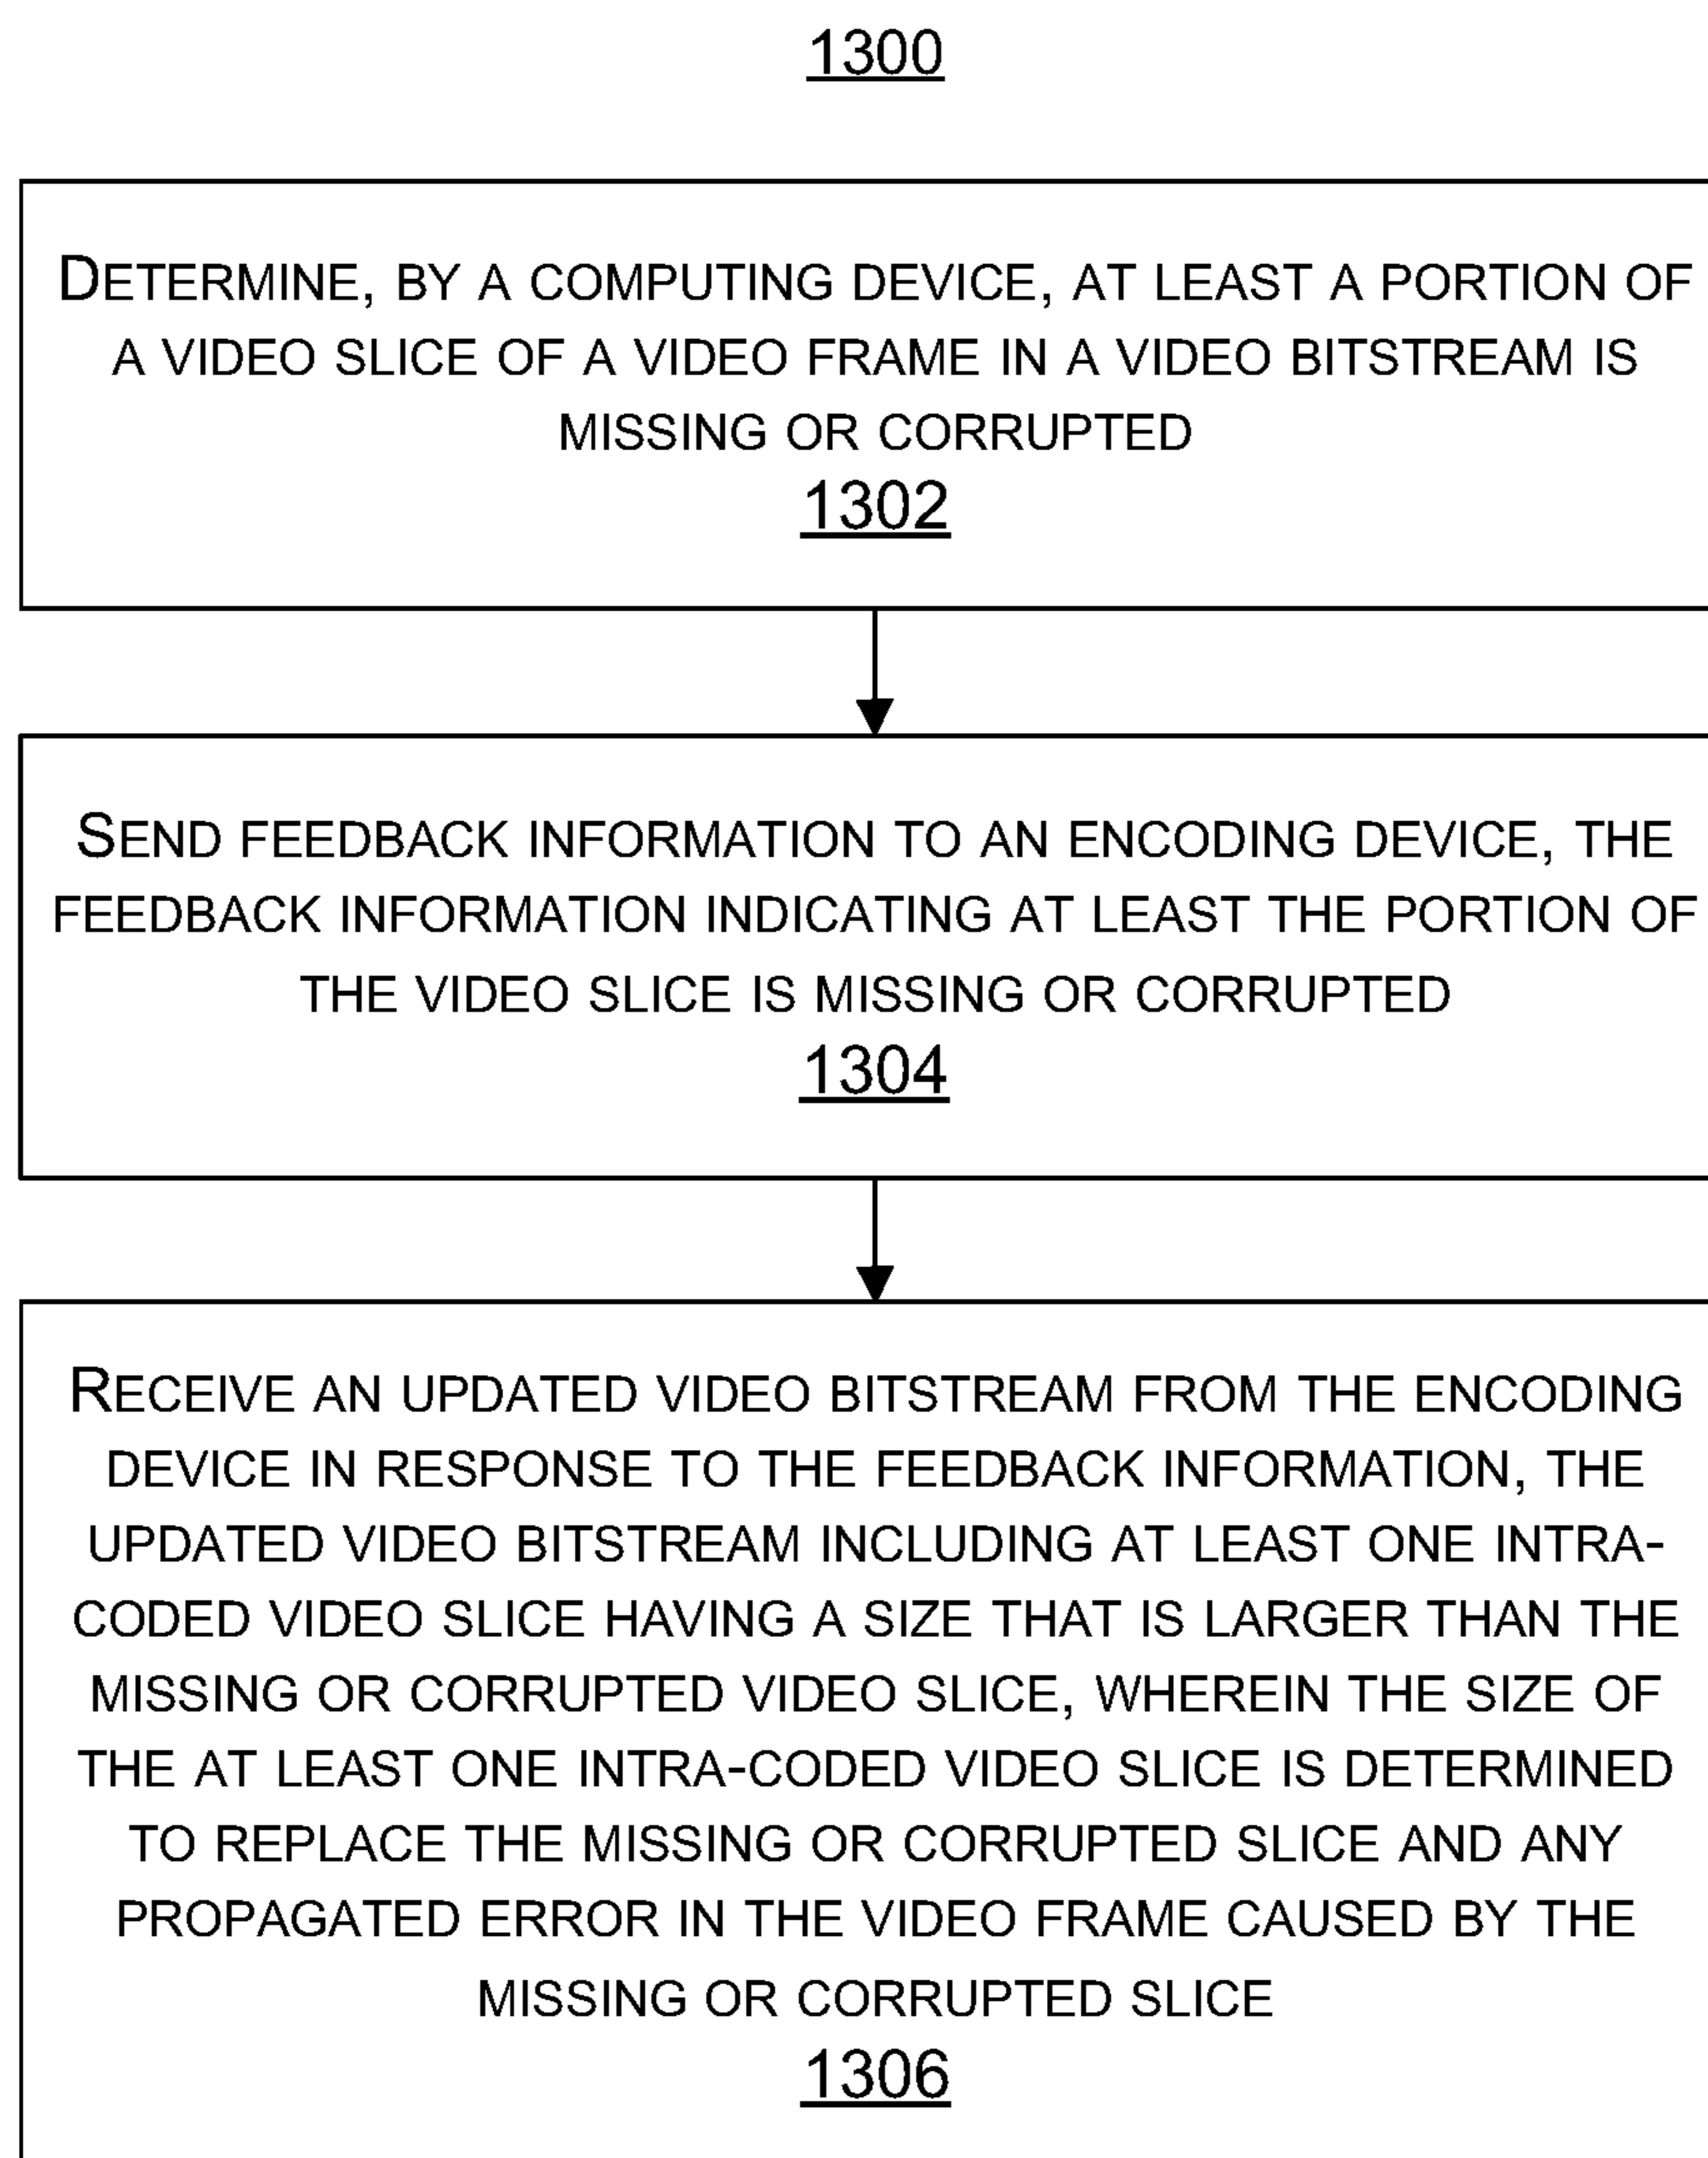 1300
DETERMINE, BY A COMPUTING DEVICE, AT LEAST A PORTION OF
A VIDEO SLICE OF A VIDEO FRAME IN A VIDEO BITSTREAM IS
MISSING OR CORRUPTED
1302
SEND FEEDBACK INFORMATION TO AN ENCODING DEVICE, THE
FEEDBACK INFORMATION INDICATING AT LEAST THE PORTION OF
THE VIDEO SLICE IS MISSING OR CORRUPTED
1304
RECEIVE AN UPDATED VIDEO BITSTREAM FROM THE ENCODING
DEVICE IN RESPONSE TO THE FEEDBACK INFORMATION, THE
UPDATED VIDEO BITSTREAM INCLUDING AT LEAST ONE INTRA-
CODED VIDEO SLICE HAVING A SIZE THAT IS LARGER THAN THE
MISSING OR CORRUPTED VIDEO SLICE, WHEREIN THE SIZE OF
THE AT LEAST ONE INTRA-CODED VIDEO SLICE IS DETERMINED
TO REPLACE THE MISSING OR CORRUPTED SLICE AND ANY
PROPAGATED ERROR IN THE VIDEO FRAME CAUSED BY THE
MISSING OR CORRUPTED SLICE
1306